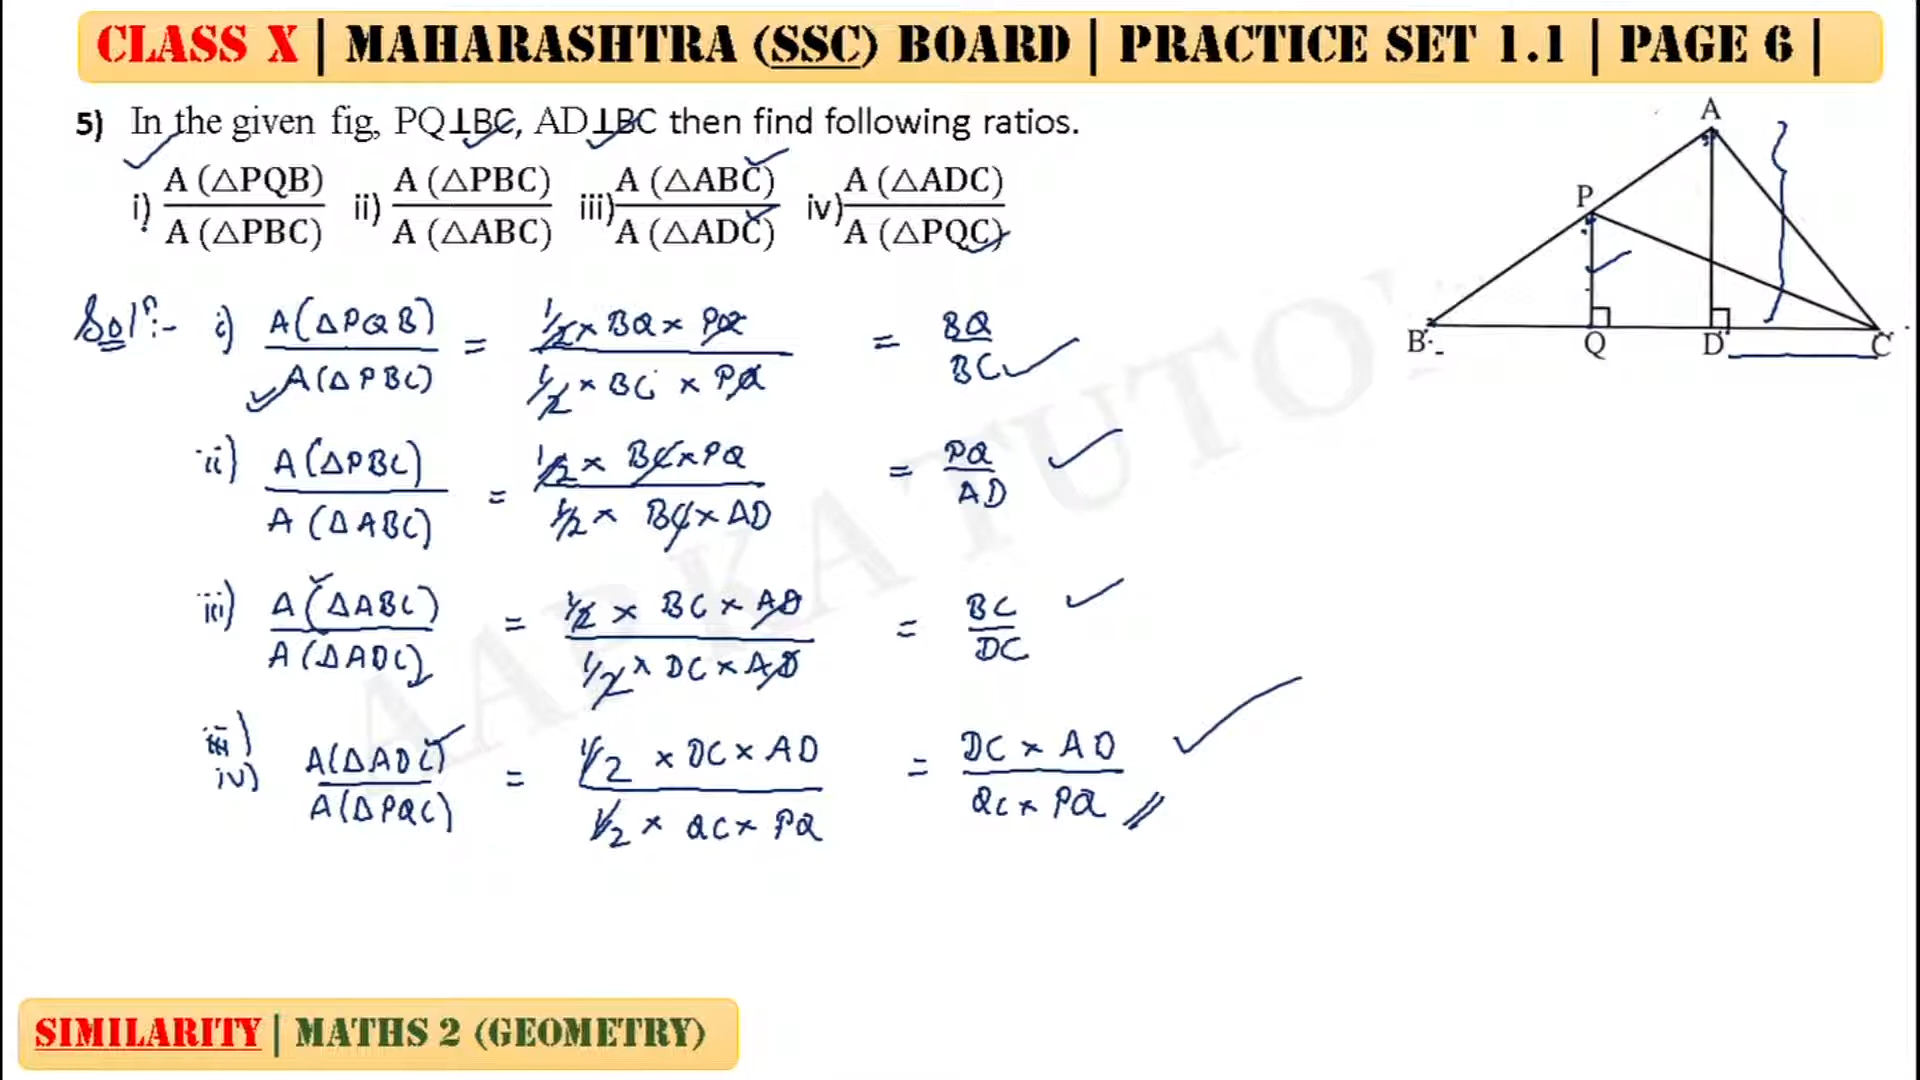 CLASS X | MAHARASHTRA (SSC) BOARD | PRACTICE SET 1.1 | PAGE 6 |
5) In the given fig, PQ⊥BC, AD⊥BC then find following ratios.
i) A (△PQB) / A (△PBC) ii) A (△PBC) / A (△ABC) iii) A (△ABC) / A (△ADC) iv) A (△ADC) / A (△PQC)
A
P
B Q D C
Solⁿ:- i) A(△PQB) / A(△PBC) = 1/2 × BQ × PQ / 1/2 × BC × PQ = BQ / BC
ii) A(△PBC) / A(△ABC) = 1/2 × BC × PQ / 1/2 × BC × AD = PQ / AD
iii) A(△ABC) / A(△ADC) = 1/2 × BC × AD / 1/2 × DC × AD = BC / DC
iv) A(△ADC) / A(△PQC) = 1/2 × DC × AD / 1/2 × QC × PQ = DC × AD / QC × PQ
AAPKATUTO
SIMILARITY | MATHS 2 (GEOMETRY)